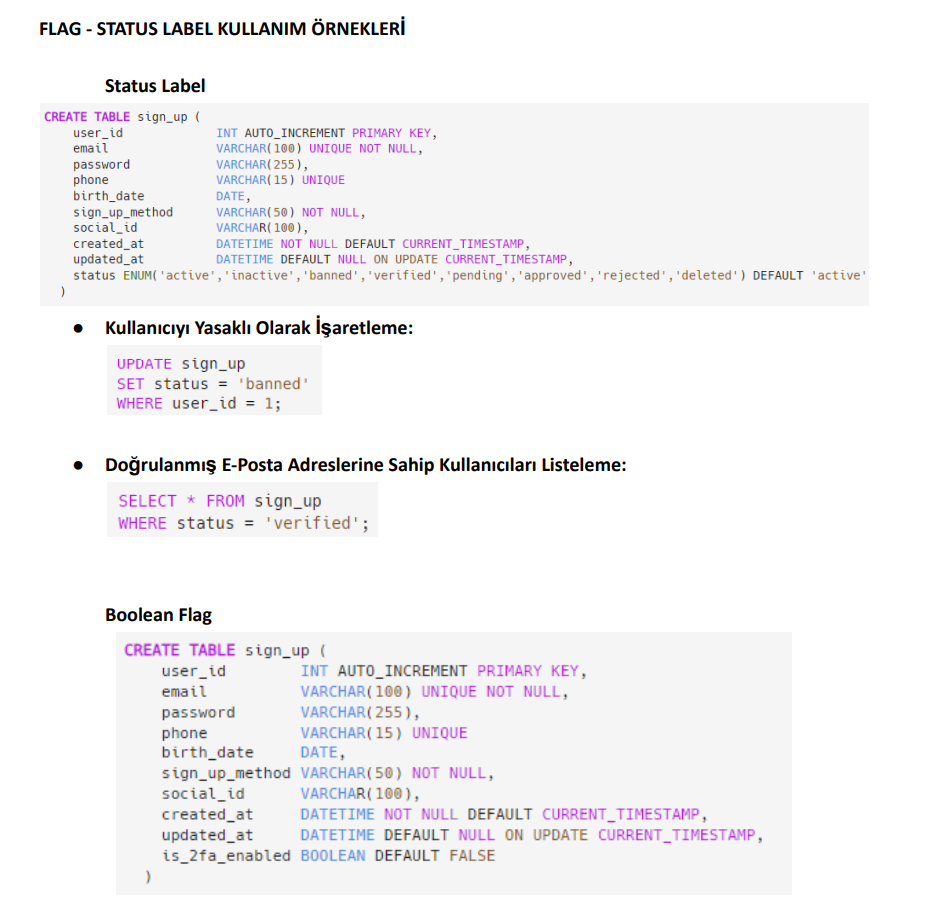 FLAG - STATUS LABEL KULLANIM ÖRNEKLERİ
Status Label
CREATE TABLE sign_up (
user_id INT AUTO_INCREMENT PRIMARY KEY,
email VARCHAR(100) UNIQUE NOT NULL,
password VARCHAR(255),
phone VARCHAR(15) UNIQUE
birth_date DATE,
sign_up_method VARCHAR(50) NOT NULL,
social_id VARCHAR(100),
created_at DATETIME NOT NULL DEFAULT CURRENT_TIMESTAMP,
updated_at DATETIME DEFAULT NULL ON UPDATE CURRENT_TIMESTAMP,
status ENUM('active','inactive','banned','verified','pending','approved','rejected','deleted') DEFAULT 'active'
)
● Kullanıcıyı Yasaklı Olarak İşaretleme:
UPDATE sign_up
SET status = 'banned'
WHERE user_id = 1;
● Doğrulanmış E-Posta Adreslerine Sahip Kullanıcıları Listeleme:
SELECT * FROM sign_up
WHERE status = 'verified';
Boolean Flag
CREATE TABLE sign_up (
user_id INT AUTO_INCREMENT PRIMARY KEY,
email VARCHAR(100) UNIQUE NOT NULL,
password VARCHAR(255),
phone VARCHAR(15) UNIQUE
birth_date DATE,
sign_up_method VARCHAR(50) NOT NULL,
social_id VARCHAR(100),
created_at DATETIME NOT NULL DEFAULT CURRENT_TIMESTAMP,
updated_at DATETIME DEFAULT NULL ON UPDATE CURRENT_TIMESTAMP,
is_2fa_enabled BOOLEAN DEFAULT FALSE
)